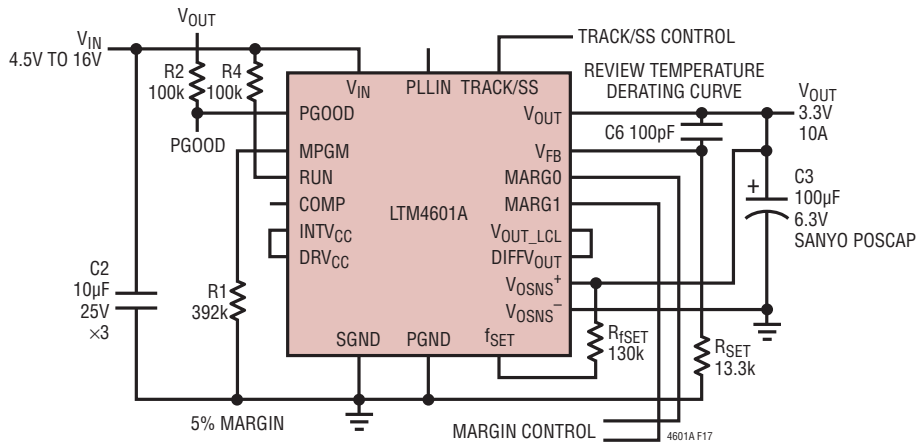 VOUT
VIN
4.5V TO 16V
R2
100k
R4
100k
PGOOD
TRACK/SS CONTROL
REVIEW TEMPERATURE
DERATING CURVE
VIN
PLLIN
TRACK/SS
PGOOD
MPGM
RUN
COMP
INTVCC
DRVCC
LTM4601A
VOUT
VFB
MARG0
MARG1
VOUT_LCL
DIFFVOUT
VOSNS+
VOSNS–
SGND
PGND
fSET
C6 100pF
VOUT
3.3V
10A
+
C3
100µF
6.3V
SANYO POSCAP
C2
10µF
25V
×3
R1
392k
RfSET
130k
RSET
13.3k
5% MARGIN
MARGIN CONTROL
4601A F17